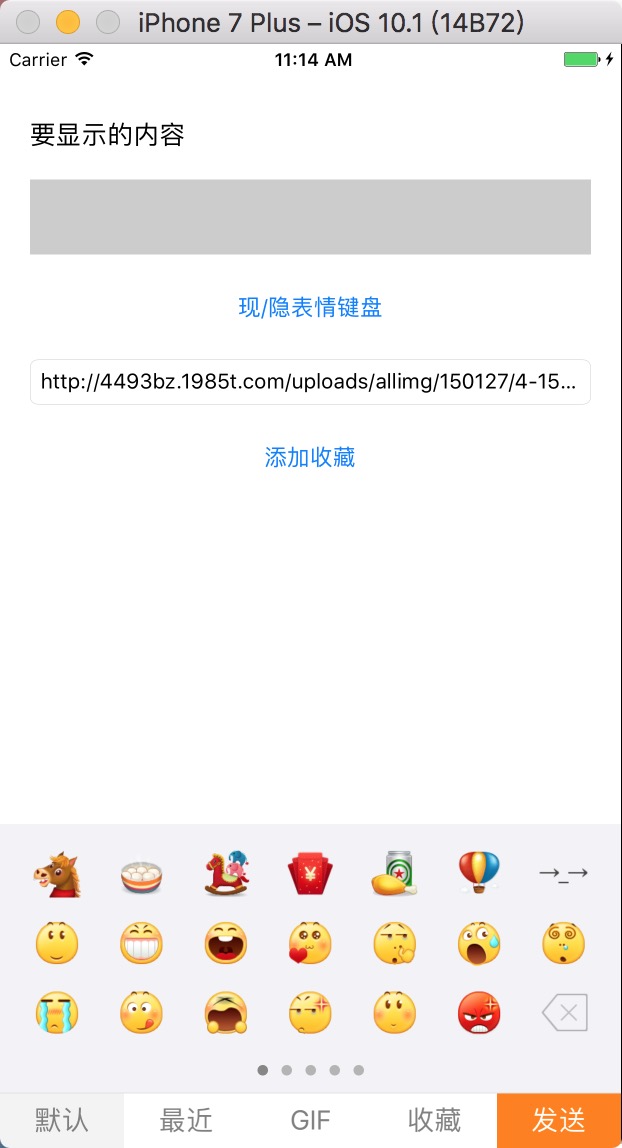 iPhone 7 Plus – iOS 10.1 (14B72)
Carrier 11:14 AM
要显示的内容
现/隐表情键盘
http://4493bz.1985t.com/uploads/allimg/150127/4-15...
添加收藏
¥
→_→
默认 最近 GIF 收藏 发送